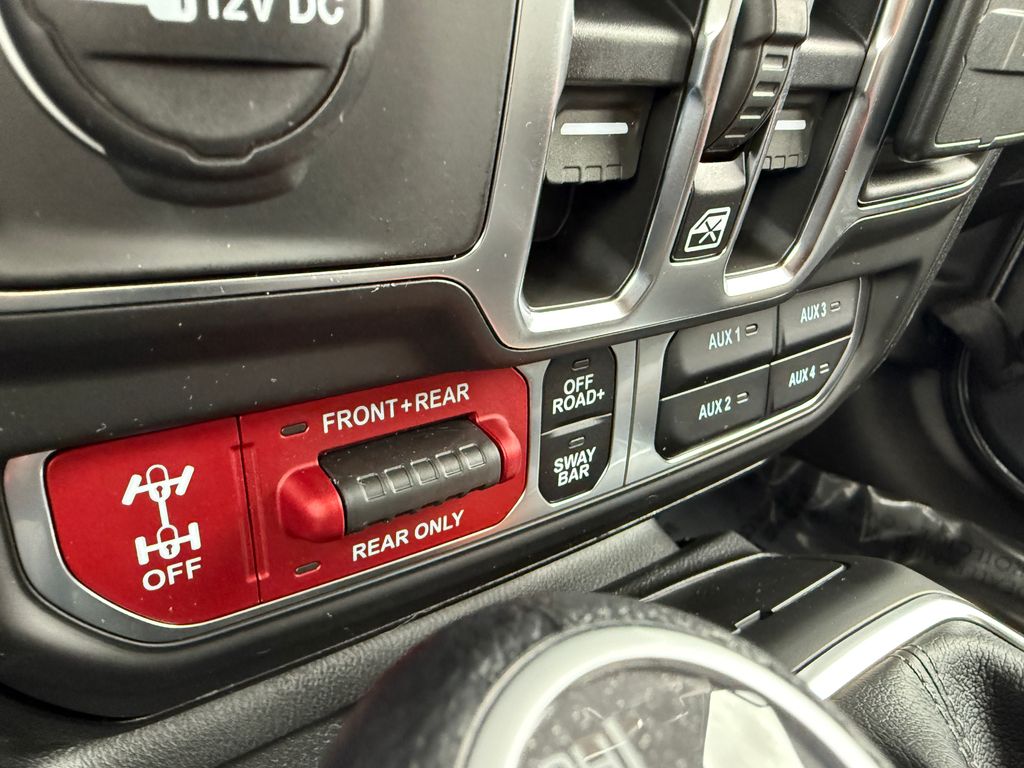 12V DC
FRONT+REAR
REAR ONLY
OFF
OFF
ROAD+
SWAY
BAR
AUX 1
AUX 2
AUX 3
AUX 4